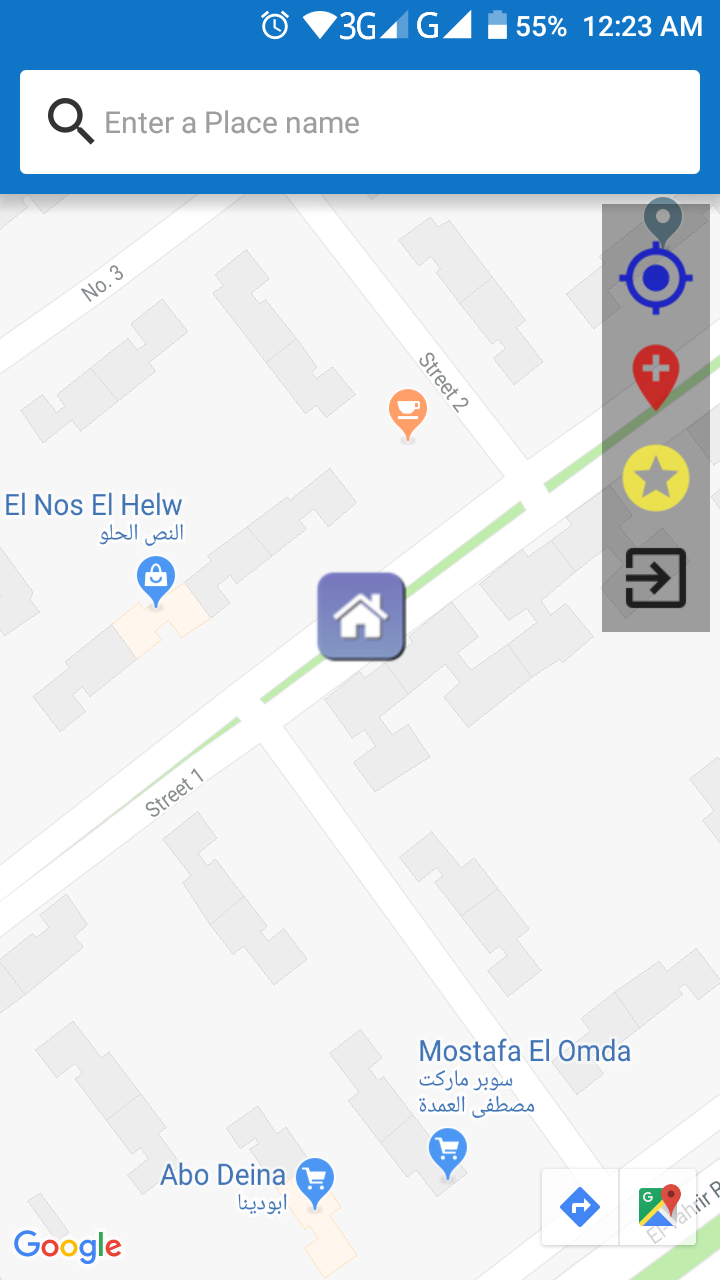 3G G 55% 12:23 AM
Enter a Place name
No. 3
Street 2
El Nos El Helw
النص الحلو
Street 1
Mostafa El Omda
سوبر ماركت
مصطفى العمدة
Abo Deina
ابودينا
G
Google